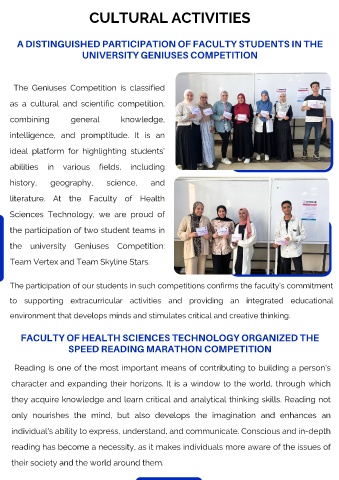 CULTURAL ACTIVITIES
A DISTINGUISHED PARTICIPATION OF FACULTY STUDENTS IN THE
UNIVERSITY GENIUSES COMPETITION
The Geniuses Competition is classified
as a cultural and scientific competition,
combining general knowledge,
intelligence, and promptitude. It is an
ideal platform for highlighting students'
abilities in various fields, including
history, geography, science, and
literature. At the Faculty of Health
Sciences Technology, we are proud of
the participation of two student teams in
the university Geniuses Competition:
Team Vertex and Team Skyline Stars.
The participation of our students in such competitions confirms the faculty's commitment
to supporting extracurricular activities and providing an integrated educational
environment that develops minds and stimulates critical and creative thinking.
FACULTY OF HEALTH SCIENCES TECHNOLOGY ORGANIZED THE
SPEED READING MARATHON COMPETITION
Reading is one of the most important means of contributing to building a person's
character and expanding their horizons. It is a window to the world, through which
they acquire knowledge and learn critical and analytical thinking skills. Reading not
only nourishes the mind, but also develops the imagination and enhances an
individual's ability to express, understand, and communicate. Conscious and in-depth
reading has become a necessity, as it makes individuals more aware of the issues of
their society and the world around them.